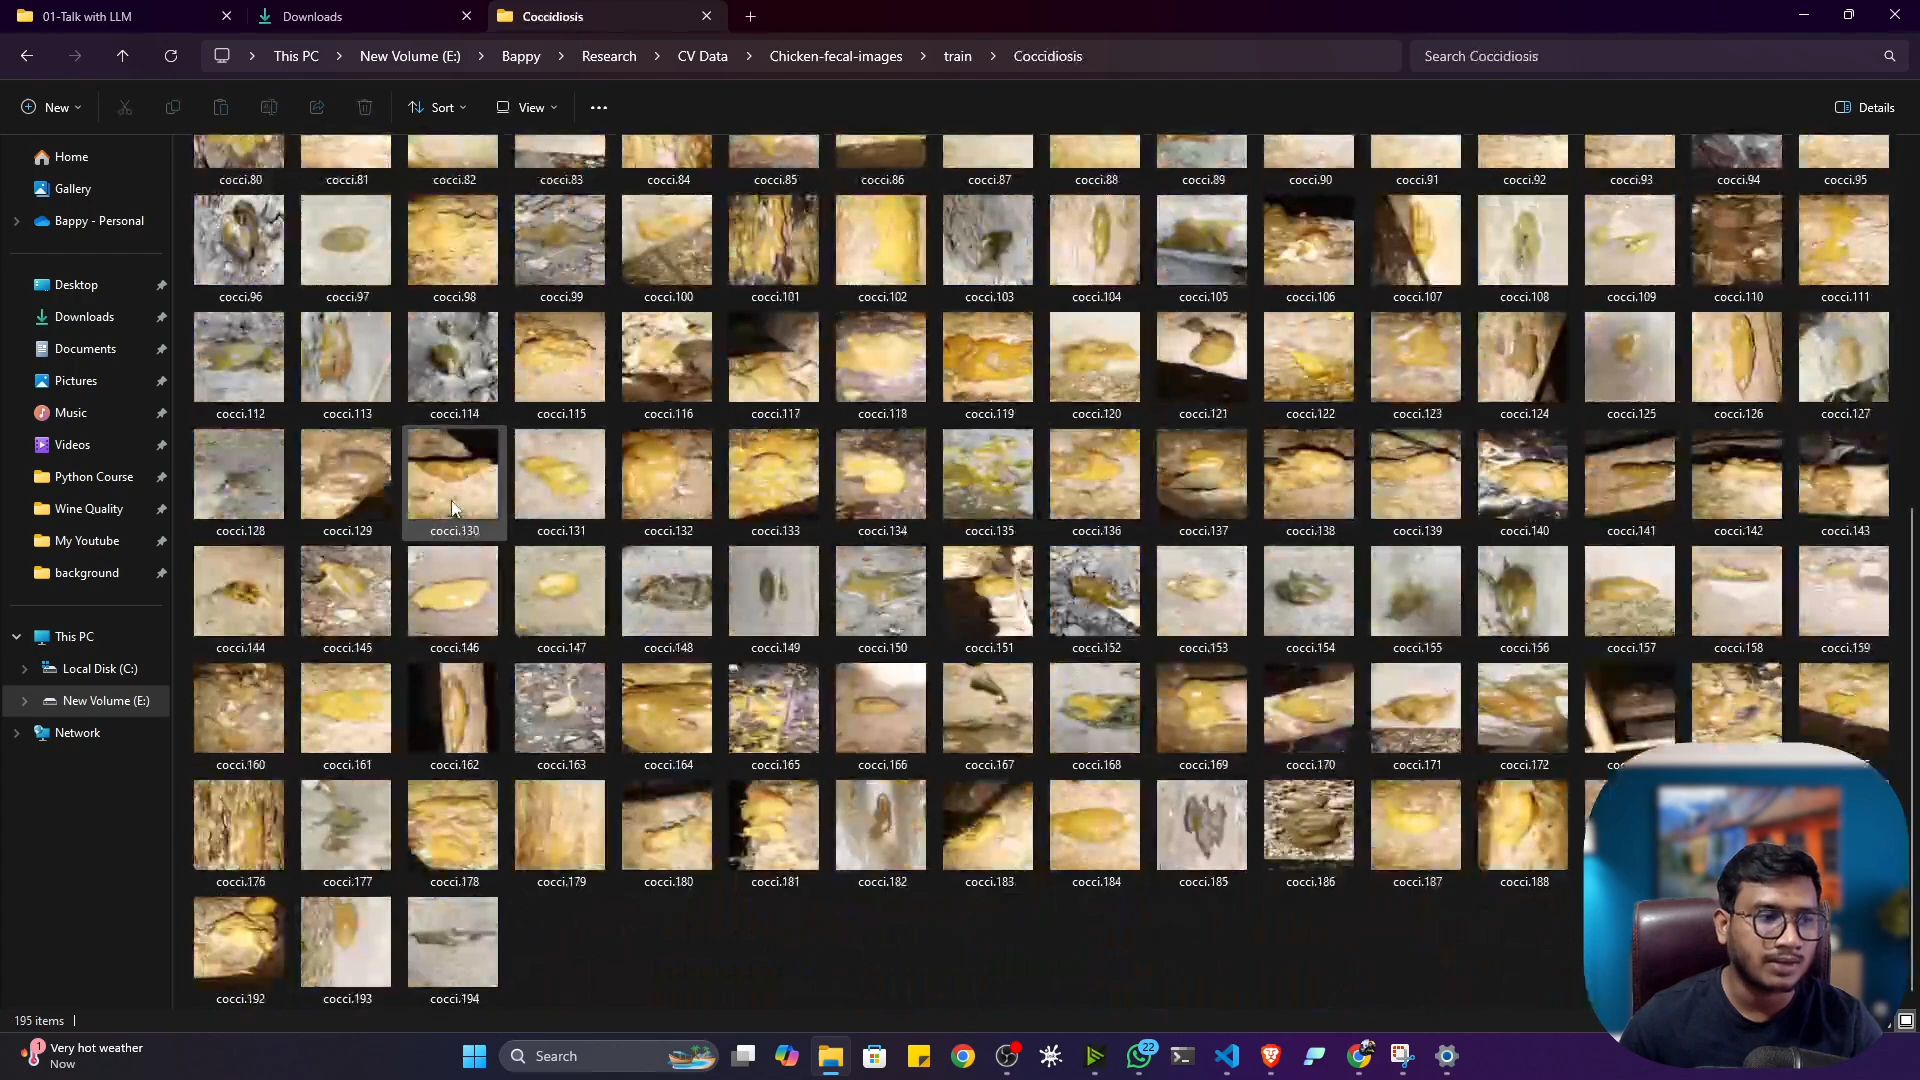 01-Talk with LLM
Downloads
Coccidiosis
This PC
New Volume (E:)
Bappy
Research
CV Data
Chicken-fecal-images
train
Coccidiosis
Search Coccidiosis
New
Sort
View
Details
Home
Gallery
Bappy - Personal
Desktop
Downloads
Documents
Pictures
Music
Videos
Python Course
Wine Quality
My Youtube
background
This PC
Local Disk (C:)
New Volume (E:)
Network
cocci.80 cocci.81 cocci.82 cocci.83 cocci.84 cocci.85 cocci.86 cocci.87 cocci.88 cocci.89 cocci.90 cocci.91 cocci.92 cocci.93 cocci.94 cocci.95
cocci.96 cocci.97 cocci.98 cocci.99 cocci.100 cocci.101 cocci.102 cocci.103 cocci.104 cocci.105 cocci.106 cocci.107 cocci.108 cocci.109 cocci.110 cocci.111
cocci.112 cocci.113 cocci.114 cocci.115 cocci.116 cocci.117 cocci.118 cocci.119 cocci.120 cocci.121 cocci.122 cocci.123 cocci.124 cocci.125 cocci.126 cocci.127
cocci.128 cocci.129 cocci.130 cocci.131 cocci.132 cocci.133 cocci.134 cocci.135 cocci.136 cocci.137 cocci.138 cocci.139 cocci.140 cocci.141 cocci.142 cocci.143
cocci.144 cocci.145 cocci.146 cocci.147 cocci.148 cocci.149 cocci.150 cocci.151 cocci.152 cocci.153 cocci.154 cocci.155 cocci.156 cocci.157 cocci.158 cocci.159
cocci.160 cocci.161 cocci.162 cocci.163 cocci.164 cocci.165 cocci.166 cocci.167 cocci.168 cocci.169 cocci.170 cocci.171 cocci.172
cocci.176 cocci.177 cocci.178 cocci.179 cocci.180 cocci.181 cocci.182 cocci.183 cocci.184 cocci.185 cocci.186 cocci.187 cocci.188
cocci.192 cocci.193 cocci.194
195 items
1
Very hot weather
Now
Search
22